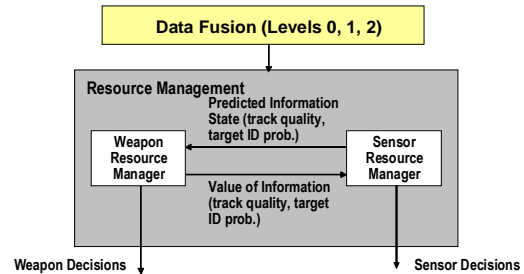 Data Fusion (Levels 0, 1, 2)
Resource Management
Predicted Information
State (track quality,
target ID prob.)
Weapon
Resource
Manager
Sensor
Resource
Manager
Value of Information
(track quality, target
ID prob.)
Weapon Decisions
Sensor Decisions